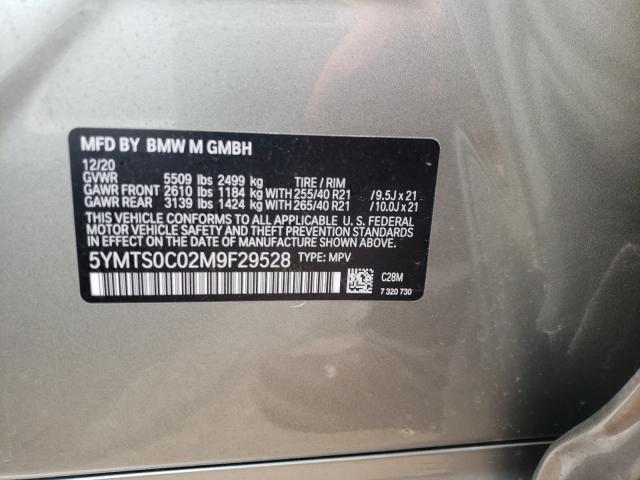 MFD BY BMW M GMBH
12/20
GVWR 5509 lbs 2499 kg TIRE / RIM
GAWR FRONT 2610 lbs 1184 kg WITH 255/40 R21 / 9.5J x 21
GAWR REAR 3139 lbs 1424 kg WITH 265/40 R21 / 10.0J x 21
THIS VEHICLE CONFORMS TO ALL APPLICABLE U. S. FEDERAL
MOTOR VEHICLE SAFETY, BUMPER, AND THEFT PREVENTION
STANDARDS IN EFFECT ON THE DATE OF MANUFACTURE SHOWN ABOVE.
5YMTS0C02M9F29528 TYPE: MPV
C28M
7 320 730